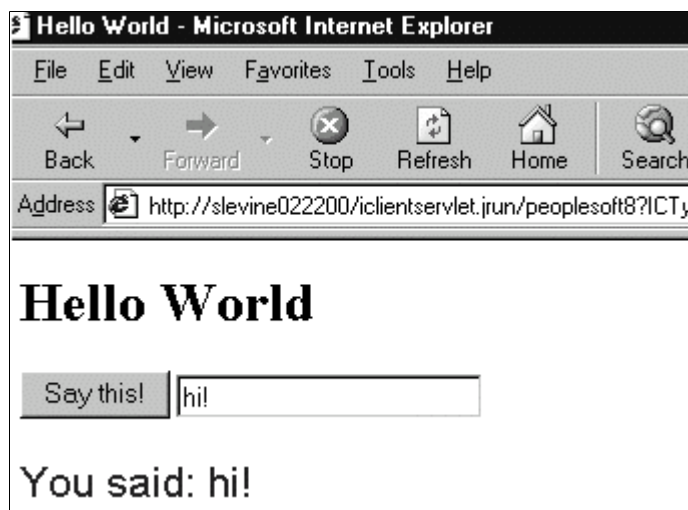 Hello World - Microsoft Internet Explorer
File Edit View Favorites Tools Help
Back Forward Stop Refresh Home Search
Address http://slevine022200/iclientservlet.jrun/peoplesoft8?ICTy
Hello World
Say this! hi!
You said: hi!